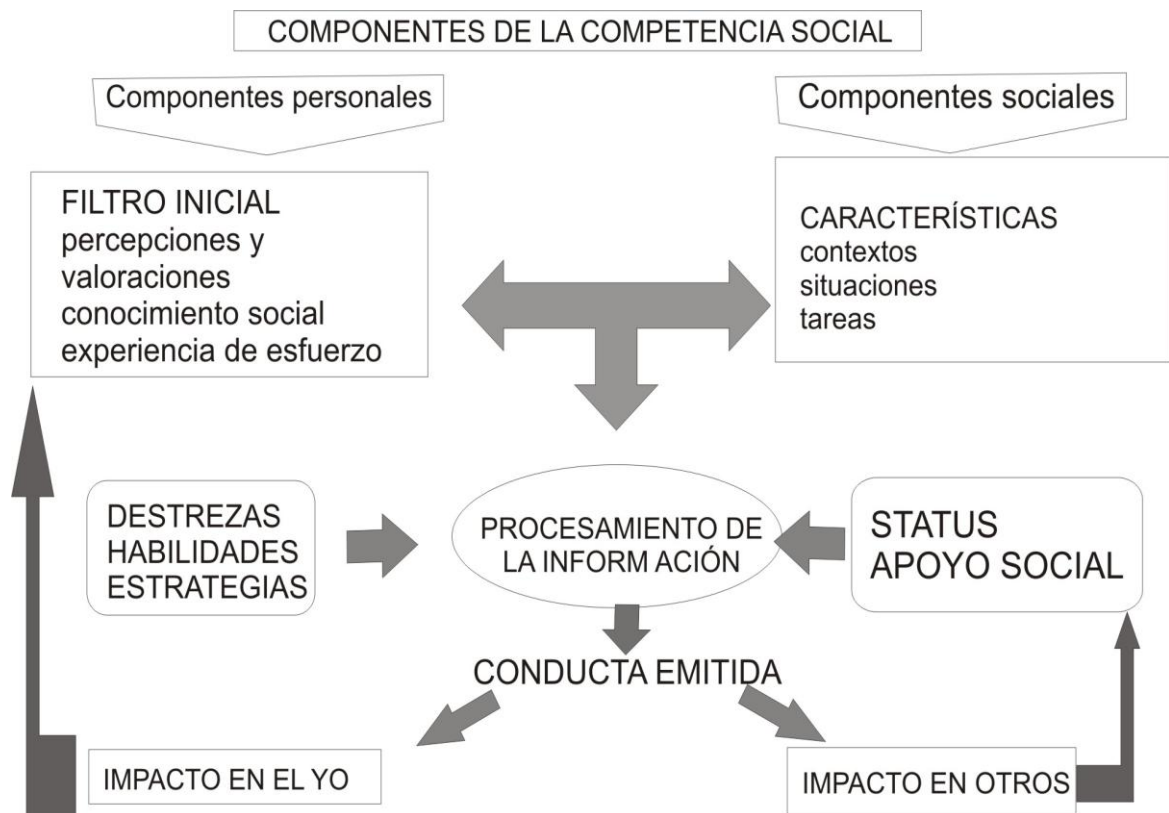 COMPONENTES DE LA COMPETENCIA SOCIAL
Componentes personales
Componentes sociales
FILTRO INICIAL
percepciones y
valoraciones
conocimiento social
experiencia de esfuerzo
CARACTERÍSTICAS
contextos
situaciones
tareas
DESTREZAS
HABILIDADES
ESTRATEGIAS
PROCESAMIENTO DE
LA INFORM ACIÓN
STATUS
APOYO SOCIAL
CONDUCTA EMITIDA
IMPACTO EN EL YO
IMPACTO EN OTROS